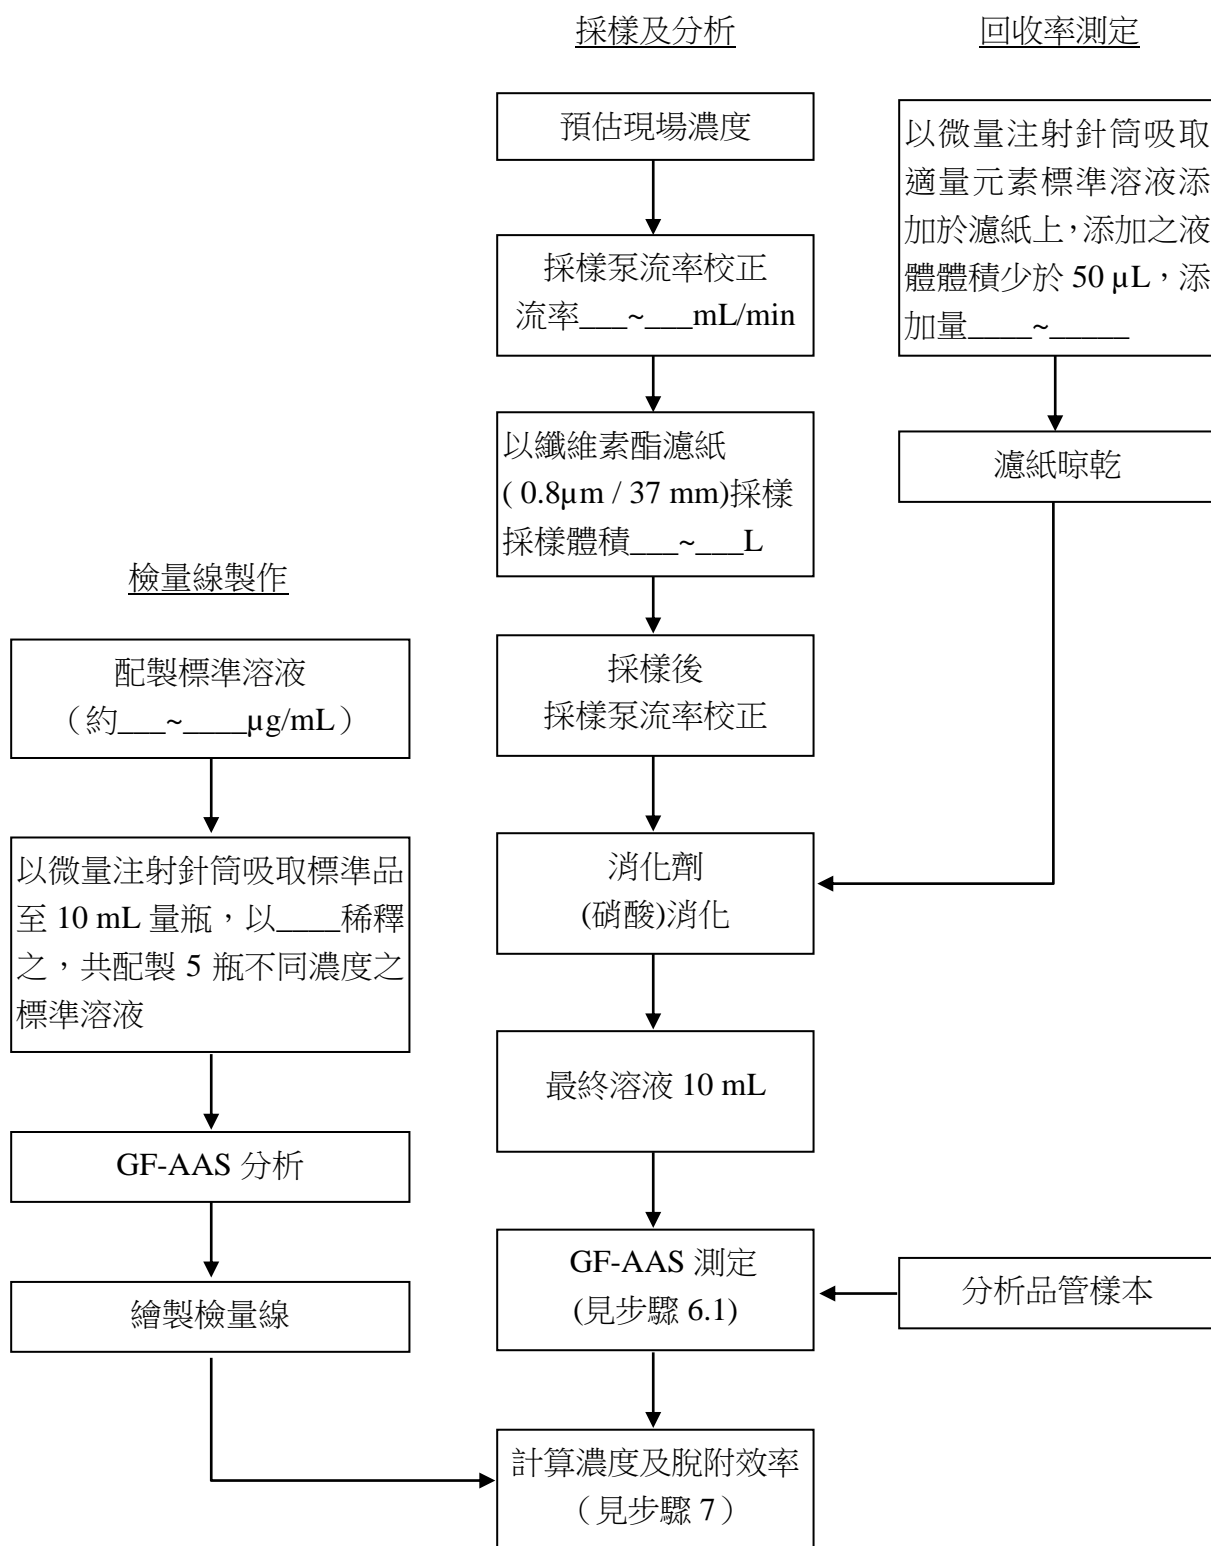 採樣及分析
預估現場濃度
採樣泵流率校正
流率___~___mL/min
以纖維素酯濾紙
( 0.8µm / 37 mm)採樣
採樣體積___~___L
採樣後
採樣泵流率校正
消化劑
(硝酸)消化
最終溶液 10 mL
GF-AAS 測定
(見步驟 6.1)
計算濃度及脫附效率
（見步驟 7）
回收率測定
以微量注射針筒吸取
適量元素標準溶液添
加於濾紙上，添加之液
體體積少於 50 µL，添
加量____~_____
濾紙晾乾
分析品管樣本
檢量線製作
配製標準溶液
（約___~____µg/mL）
以微量注射針筒吸取標準品
至 10 mL 量瓶，以____稀釋
之，共配製 5 瓶不同濃度之
標準溶液
GF-AAS 分析
繪製檢量線